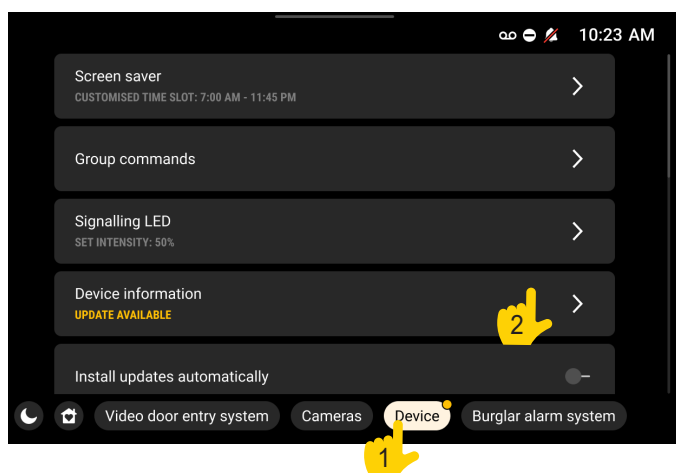 10:23 AM
Screen saver
CUSTOMISED TIME SLOT: 7:00 AM - 11:45 PM
Group commands
Signalling LED
SET INTENSITY: 50%
Device information
UPDATE AVAILABLE
2
Install updates automatically
Video door entry system Cameras Device Burglar alarm system
1